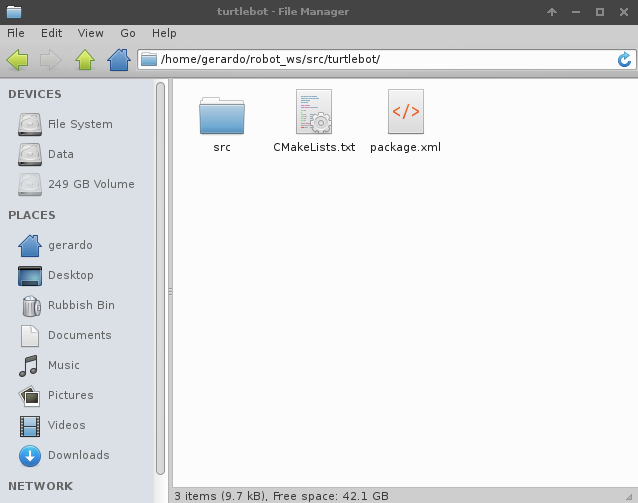 turtlebot - File Manager
File Edit View Go Help
/home/gerardo/robot_ws/src/turtlebot/
DEVICES
File System
Data
249 GB Volume
PLACES
gerardo
Desktop
Rubbish Bin
Documents
Music
Pictures
Videos
Downloads
NETWORK
src CMakeLists.txt package.xml
3 items (9.7 kB), Free space: 42.1 GB